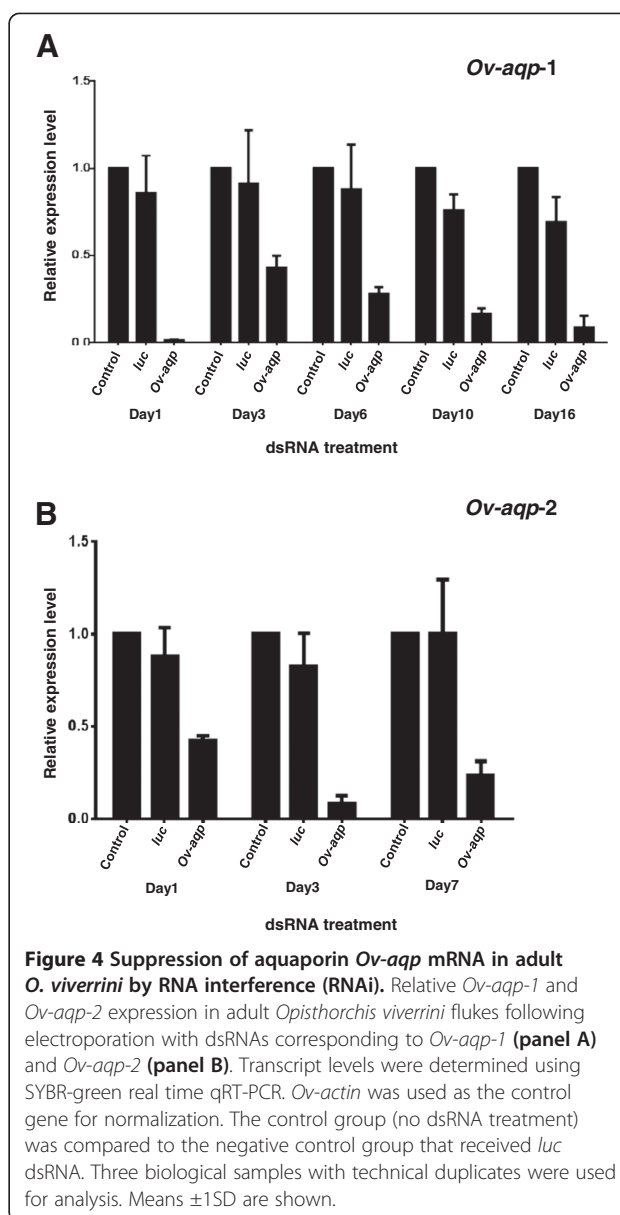 A
Ov-aqp-1
Relative expression level
1.5
1.0
0.5
0.0
Control
luc
Ov-aqp
Control
luc
Ov-aqp
Control
luc
Ov-aqp
Control
luc
Ov-aqp
Control
luc
Ov-aqp
Day1
Day3
Day6
Day10
Day16
dsRNA treatment
B
Ov-aqp-2
Relative expression level
1.5
1.0
0.5
0.0
Control
luc
Ov-aqp
Control
luc
Ov-aqp
Control
luc
Ov-aqp
Day1
Day3
Day7
dsRNA treatment
Figure 4 Suppression of aquaporin Ov-aqp mRNA in adult
O. viverrini by RNA interference (RNAi). Relative Ov-aqp-1 and
Ov-aqp-2 expression in adult Opisthorchis viverrini flukes following
electroporation with dsRNAs corresponding to Ov-aqp-1 (panel A)
and Ov-aqp-2 (panel B). Transcript levels were determined using
SYBR-green real time qRT-PCR. Ov-actin was used as the control
gene for normalization. The control group (no dsRNA treatment)
was compared to the negative control group that received luc
dsRNA. Three biological samples with technical duplicates were used
for analysis. Means ±1SD are shown.